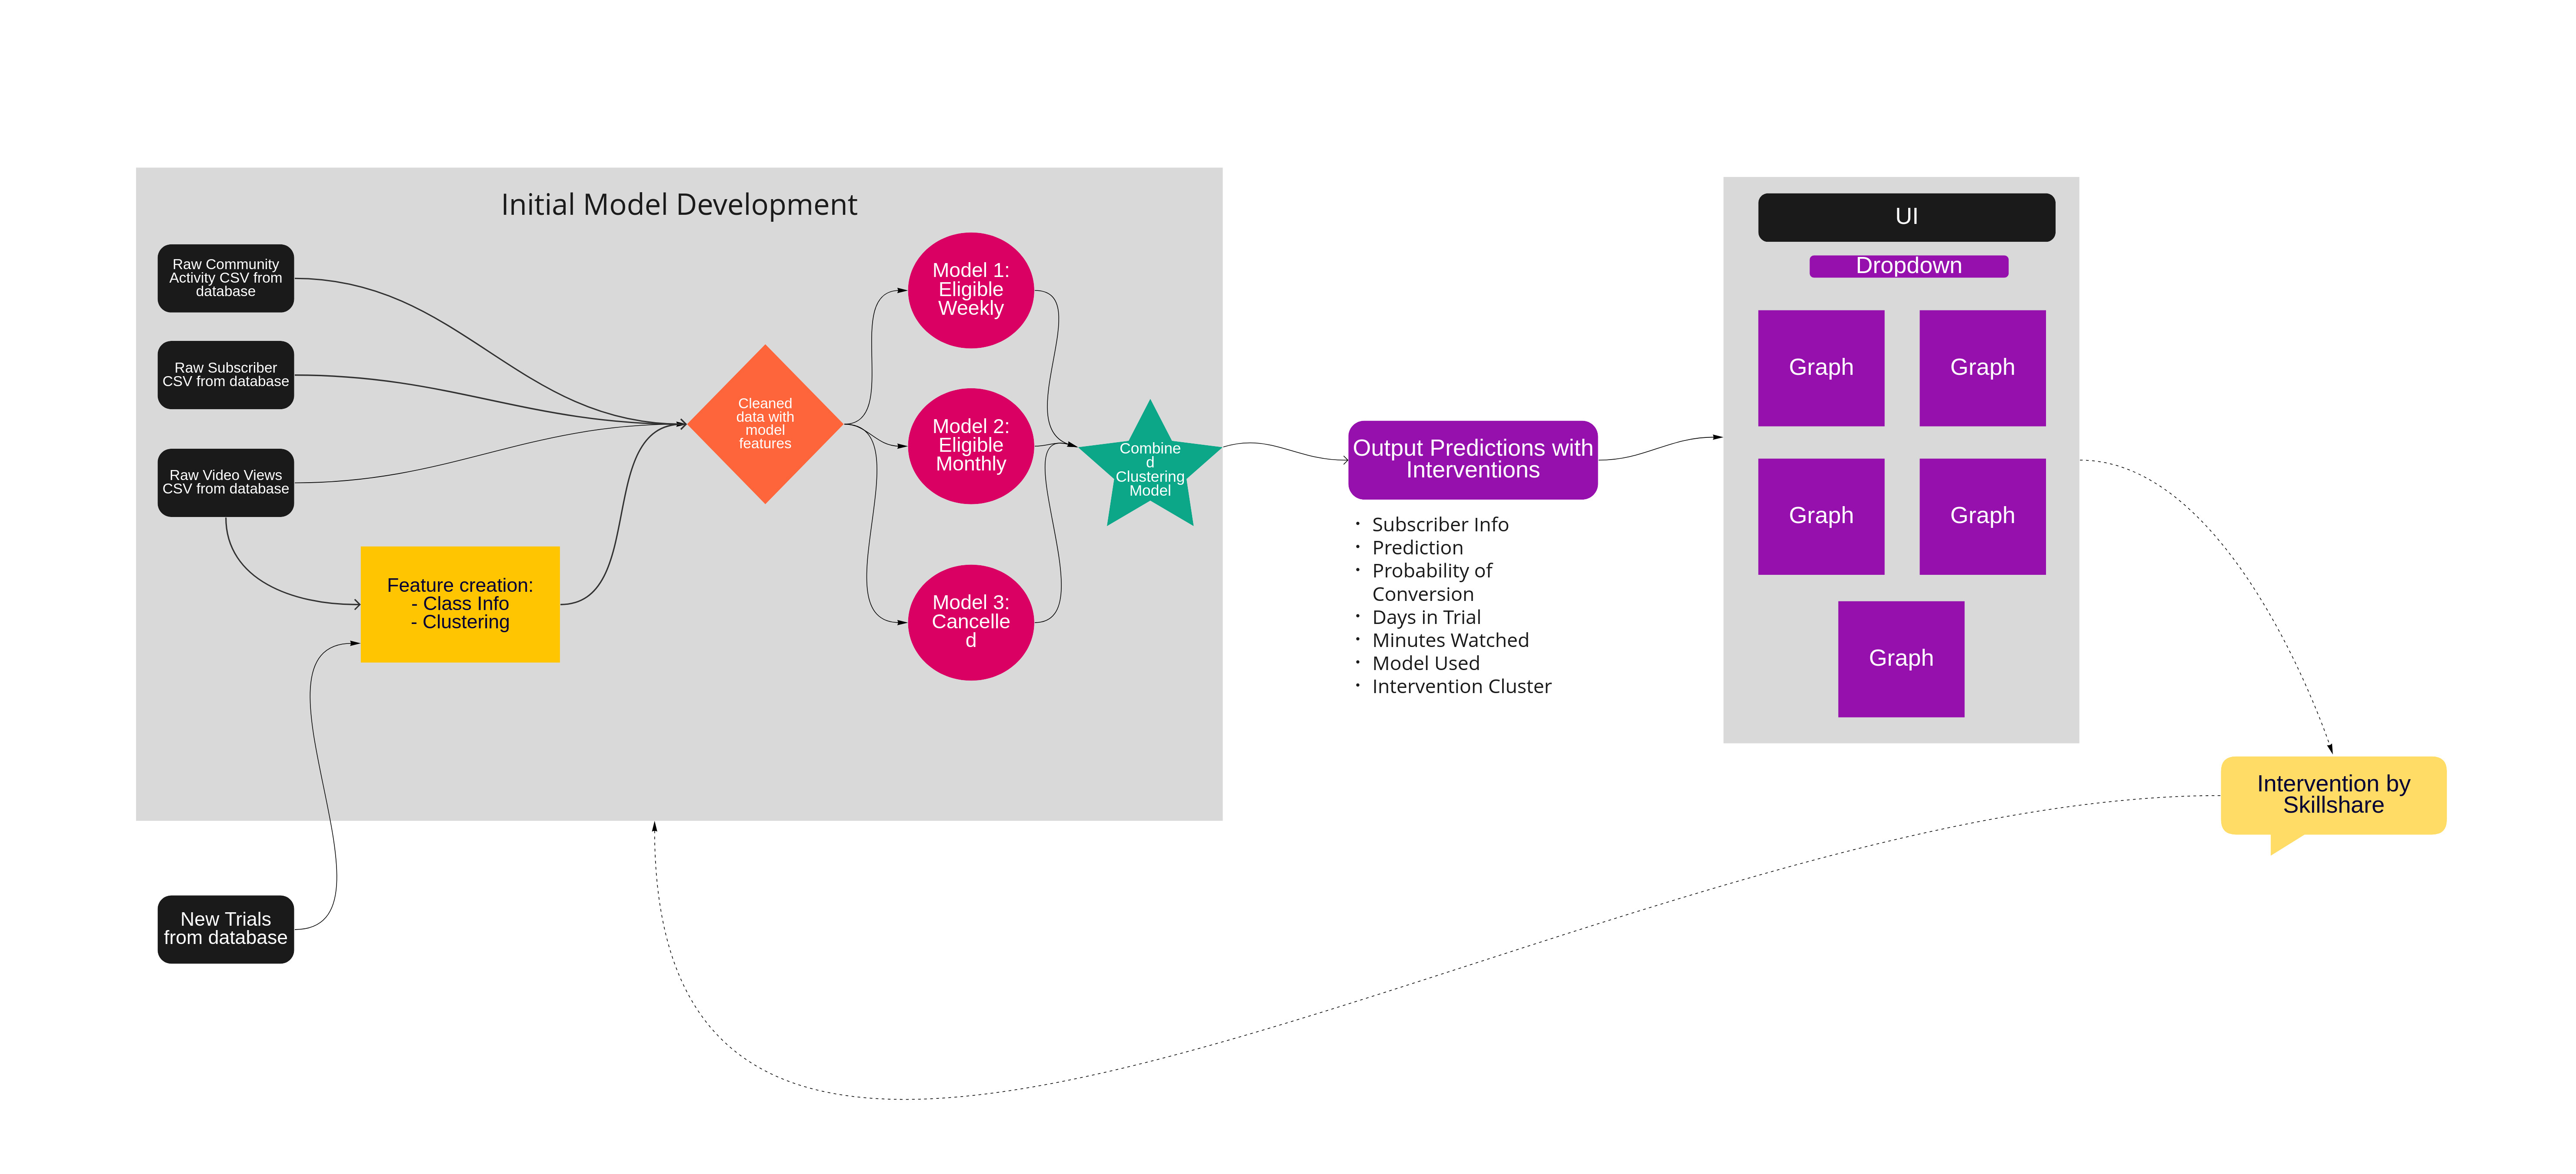 Initial Model Development
Raw Community
Activity CSV from
database
Raw Subscriber
CSV from database
Raw Video Views
CSV from database
Feature creation:
- Class Info
- Clustering
New Trials
from database
Cleaned
data with
model
features
Model 1:
Eligible
Weekly
Model 2:
Eligible
Monthly
Model 3:
Cancelle
d
Combine
d
Clustering
Model
Output Predictions with
Interventions
· Subscriber Info
· Prediction
· Probability of
Conversion
· Days in Trial
· Minutes Watched
· Model Used
· Intervention Cluster
UI
Dropdown
Graph
Graph
Graph
Graph
Graph
Intervention by
Skillshare